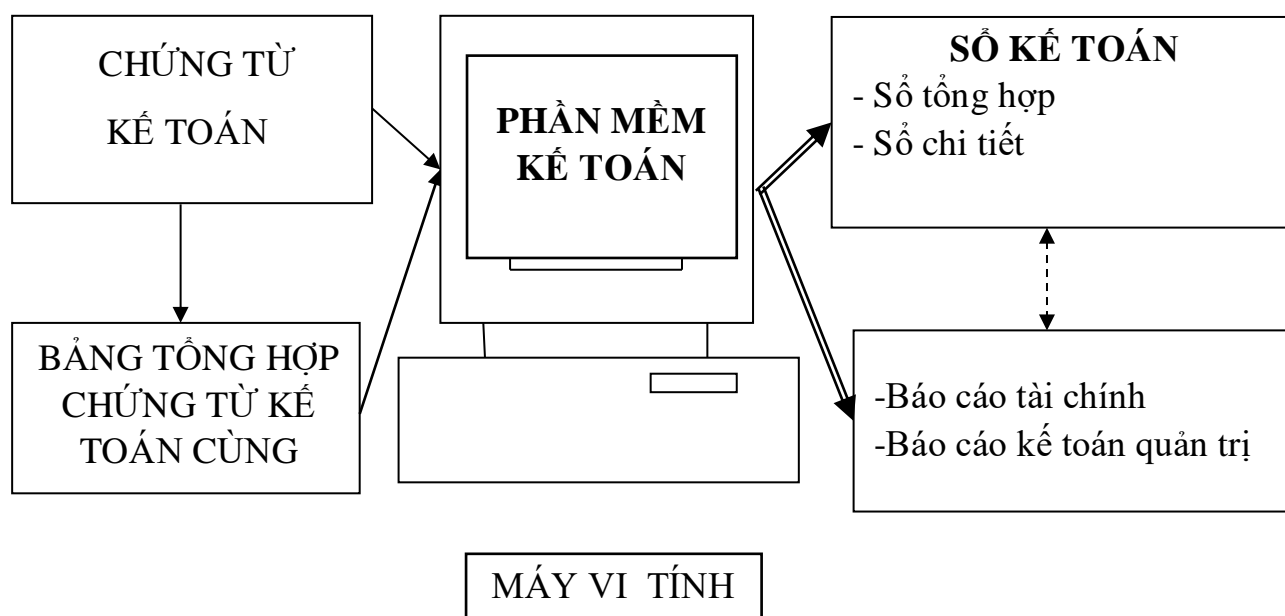 CHỨNG TỪ
KẾ TOÁN
BẢNG TỔNG HỢP
CHỨNG TỪ KẾ
TOÁN CÙNG
PHẦN MỀM
KẾ TOÁN
SỔ KẾ TOÁN
- Sổ tổng hợp
- Sổ chi tiết
-Báo cáo tài chính
-Báo cáo kế toán quản trị
MÁY VI TÍNH